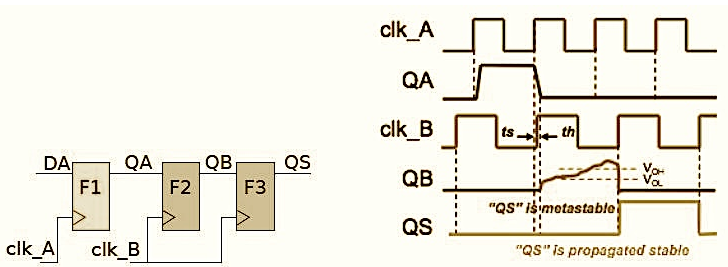 DA
QA
QB
QS
F1
F2
F3
clk_A
clk_B
clk_A
QA
clk_B
ts
th
QB
VOH
VOL
"QS" is metastable
QS
"QS" is propagated stable